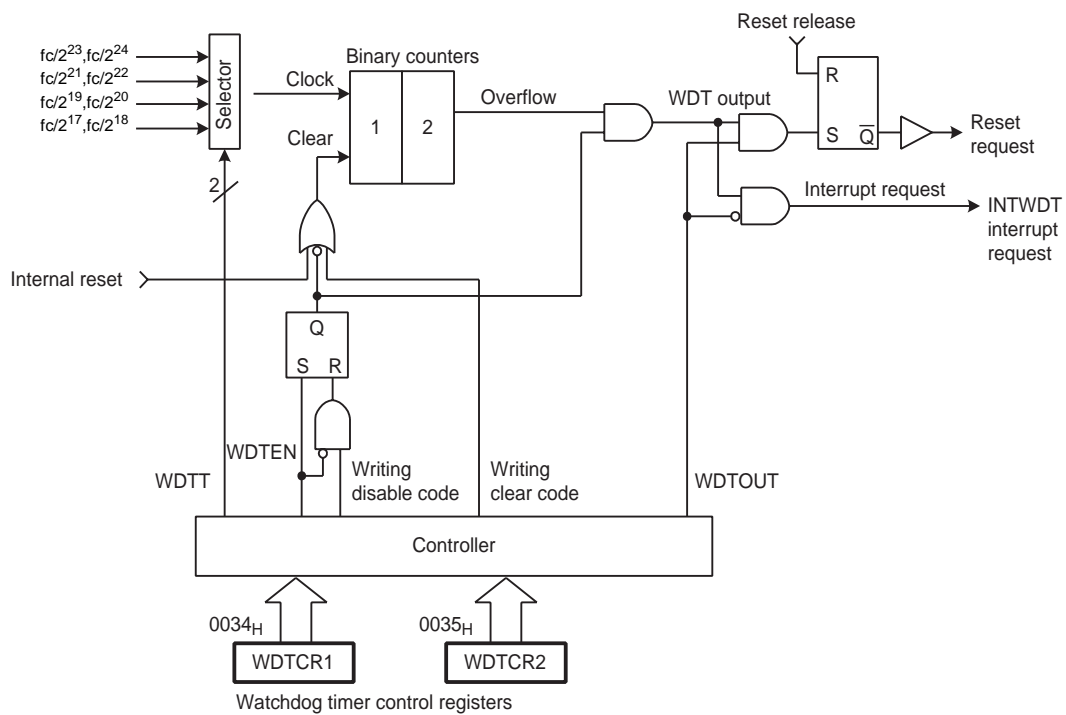 Reset release
fc/2^23,fc/2^24
fc/2^21,fc/2^22
fc/2^19,fc/2^20
fc/2^17,fc/2^18
Selector
Binary counters
Clock
Clear
1
2
Overflow
WDT output
R
S
Q̅
Reset
request
2
Interrupt request
INTWDT
interrupt
request
Internal reset
Q
S
R
WDTEN
WDTT
Writing
disable code
Writing
clear code
WDTOUT
Controller
0034H
0035H
WDTCR1
WDTCR2
Watchdog timer control registers